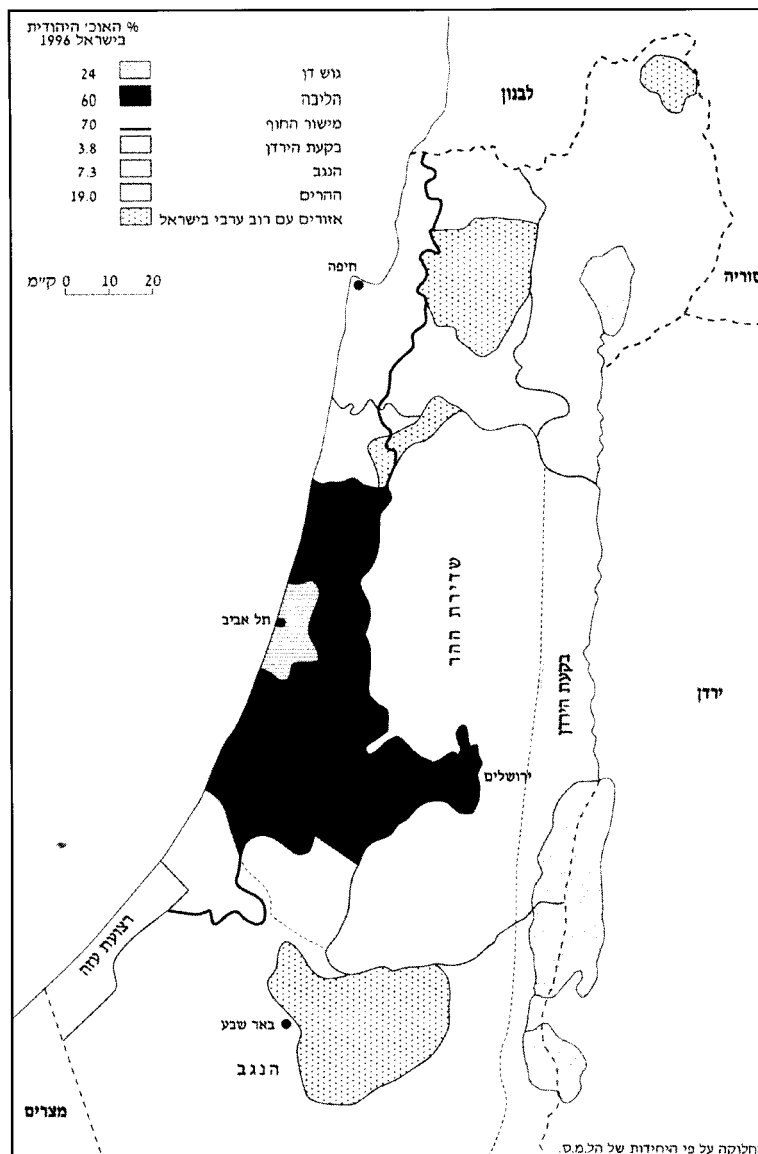 % האוכ׳ היהודית
בישראל 1996
גוש דן 24
הליבה 60
מישור החוף 70
בקעת הירדן 3.8
הנגב 7.3
ההרים 19.0
אזורים עם רוב ערבי בישראל
ק״מ 0 10 20
לבנון
סוריה
חיפה
שדירת ההר
תל אביב
בקעת הירדן
ירדן
ירושלים
רצועת עזה
באר שבע
הנגב
מצרים
חלוקה על פי היחידות של הל.מ.ס.